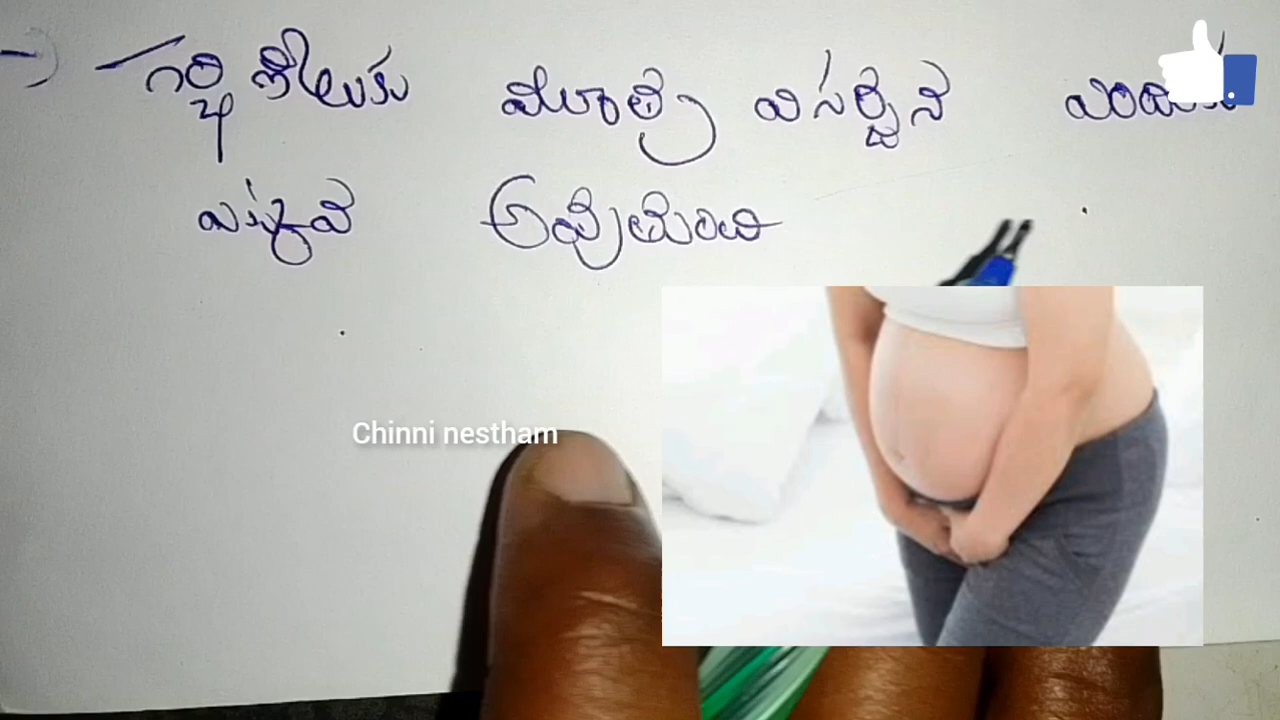 గర్భిణీలుకు మూత్ర విసర్జన ఎందుకు
ఎక్కువ అవుతుంది
Chinni nestham